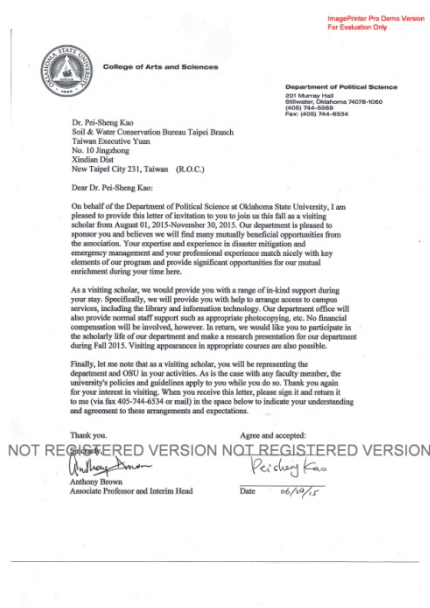 ImagePrinter Pro Demo Version
For Evaluation Only
OKLAHOMA STATE UNIVERSITY
College of Arts and Sciences
Department of Political Science
201 Murray Hall
Stillwater, Oklahoma 74078-1060
(405) 744-5569
Fax: (405) 744-6534
Dr. Pei-Sheng Kao
Soil & Water Conservation Bureau Taipei Branch
Taiwan Executive Yuan
No. 10 Jingzhong
Xindian Dist
New Taipei City 231, Taiwan (R.O.C.)
Dear Dr. Pei-Sheng Kao:
On behalf of the Department of Political Science at Oklahoma State University, I am
pleased to provide this letter of invitation to you to join us this fall as a visiting
scholar from August 01, 2015-November 30, 2015. Our department is pleased to
sponsor you and believes we will find many mutually beneficial opportunities from
the association. Your expertise and experience in disaster mitigation and
emergency management and your professional experience match nicely with key
elements of our program and provide significant opportunities for our mutual
enrichment during your time here.
As a visiting scholar, we would provide you with a range of in-kind support during
your stay. Specifically, we will provide you with help to arrange access to campus
services, including the library and information technology. Our department office will
also provide normal staff support such as appropriate photocopying, etc. No financial
compensation will be involved, however. In return, we would like you to participate in
the scholarly life of our department and make a research presentation for our department
during Fall 2015. Visiting appearances in appropriate courses are also possible.
Finally, let me note that as a visiting scholar, you will be representing the
department and OSU in your activities. As is the case with any faculty member, the
university's policies and guidelines apply to you while you do so. Thank you again
for your interest in visiting. When you receive this letter, please sign it and return it
to me (via fax 405-744-6534 or mail) in the space below to indicate your understanding
and agreement to these arrangements and expectations.
Thank you. Agree and accepted:
NOT REGISTERED VERSION NOT REGISTERED VERSION
Anthony Brown Peisheng Kao
Anthony Brown
Associate Professor and Interim Head Date 06/29/15